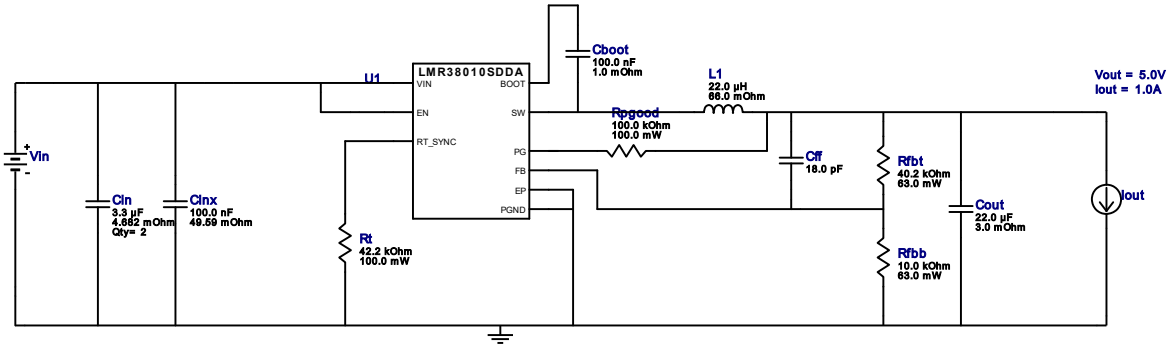 LMR38010SDDA
U1
VIN
BOOT
EN
SW
RT_SYNC
PG
FB
EP
PGND
Cboot
100.0 nF
1.0 mOhm
L1
22.0 µH
66.0 mOhm
Vout = 5.0V
Iout = 1.0A
Rpgood
100.0 kOhm
100.0 mW
Vin
+
-
Cin
3.3 µF
4.682 mOhm
Qty= 2
Cinx
100.0 nF
49.59 mOhm
Rt
42.2 kOhm
100.0 mW
Cff
18.0 pF
Rfbt
40.2 kOhm
63.0 mW
Rfbb
10.0 kOhm
63.0 mW
Cout
22.0 µF
3.0 mOhm
Iout